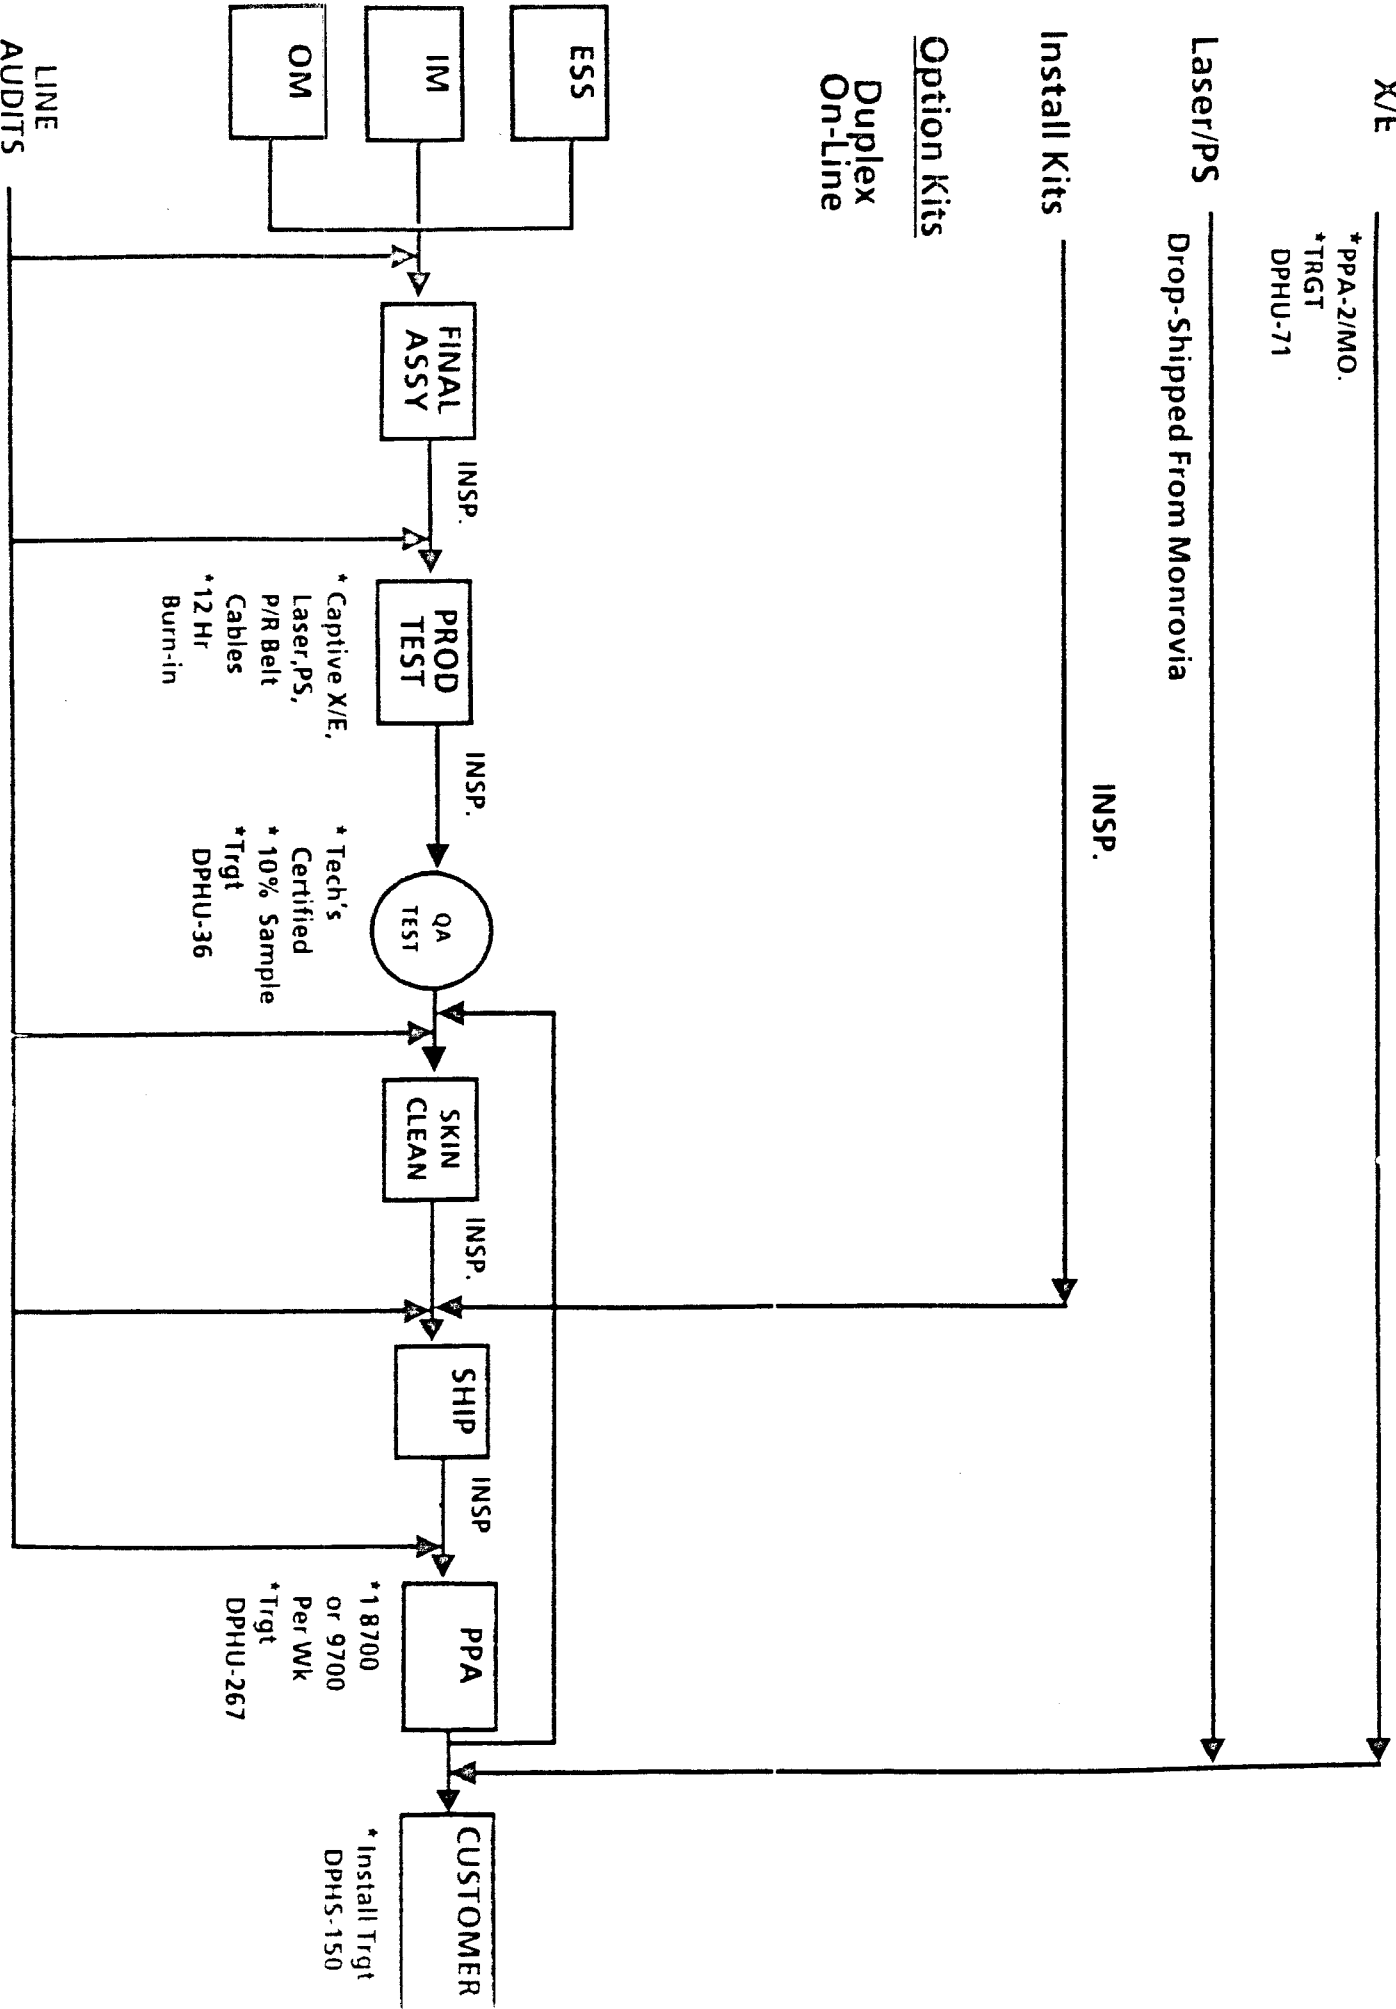 X/E
*PPA-2/MO.
*TRGT
DPHU-71
Laser/PS
Drop-Shipped From Monrovia
Install Kits
INSP.
Option Kits
Duplex
On-Line
ESS
IM
OM
FINAL
ASSY
INSP.
PROD
TEST
* Captive X/E,
Laser,PS,
P/R Belt
Cables
*12 Hr
Burn-in
INSP.
QA
TEST
* Tech's
Certified
* 10% Sample
*Trgt
DPHU-36
SKIN
CLEAN
INSP.
SHIP
INSP
PPA
*1 8700
or 9700
Per Wk
*Trgt
DPHU-267
CUSTOMER
* Install Trgt
DPHS-150
LINE
AUDITS